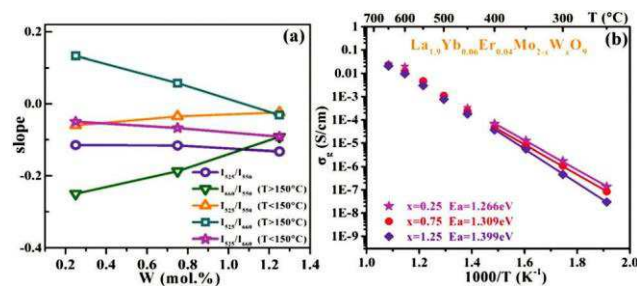 (a)
slope
0.4
0.2
0.0
-0.2
-0.4
I525/I556
I660/I556 (T>150°C)
I525/I556 (T<150°C)
I525/I660 (T>150°C)
I525/I660 (T<150°C)
0.0 0.2 0.4 0.6 0.8 1.0 1.2 1.4
W (mol.%)
700 600 500 400 300 T (°C)
(b)
La1.9Yb0.06Er0.04Mo2-xWxO9
σg (S/cm)
1
0.1
0.01
1E-3
1E-4
1E-5
1E-6
1E-7
1E-8
1E-9
x=0.25 Ea=1.266eV
x=0.75 Ea=1.309eV
x=1.25 Ea=1.399eV
1.0 1.2 1.4 1.6 1.8 2.0
1000/T (K-1)